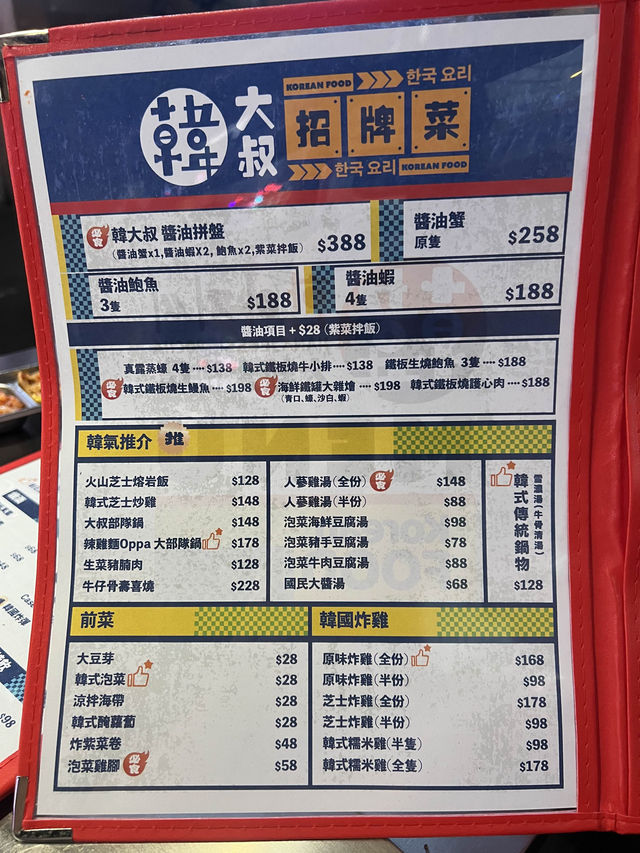 KOREAN FOOD 한국 요리
韓 大叔 招牌菜
한국 요리 KOREAN FOOD
必食 韓大叔 醬油拼盤 $388
（醬油蟹x1,醬油蝦X2, 鮑魚x2,紫菜拌飯）
醬油蟹
原隻 $258
醬油鮑魚
3隻 $188
醬油蝦
4隻 $188
醬油項目 + $28 (紫菜拌飯)
真露蒸蠔 4隻 ···· $138 韓式鐵板燒牛小排 ···· $138 鐵板生燒鮑魚 3隻 ···· $188
必食 韓式鐵板燒生鰻魚 ···· $198 必食 海鮮鐵罐大雜燴 ···· $198 韓式鐵板燒護心肉 ···· $188
（青口、蠔、沙白、蝦）
韓氣推介 推
火山芝士熔岩飯 $128
韓式芝士炒雞 $148
大叔部隊鍋 $148
辣雞麵Oppa 大部隊鍋 $178
生菜豬腩肉 $128
牛仔骨壽喜燒 $228
人蔘雞湯（全份） 必食 $148
人蔘雞湯（半份） $88
泡菜海鮮豆腐湯 $98
泡菜豬手豆腐湯 $78
泡菜牛肉豆腐湯 $88
國民大醬湯 $68
韓式傳統鍋物
雪濃湯（牛骨清湯）
$128
前菜
大豆芽 $28
韓式泡菜 $28
涼拌海帶 $28
韓式醃蘿蔔 $28
炸紫菜卷 $48
泡菜雞腳 必食 $58
韓國炸雞
原味炸雞（全份） $168
原味炸雞（半份） $98
芝士炸雞（全份） $178
芝士炸雞（半份） $98
韓式糯米雞（半隻） $98
韓式糯米雞（全隻） $178
$98